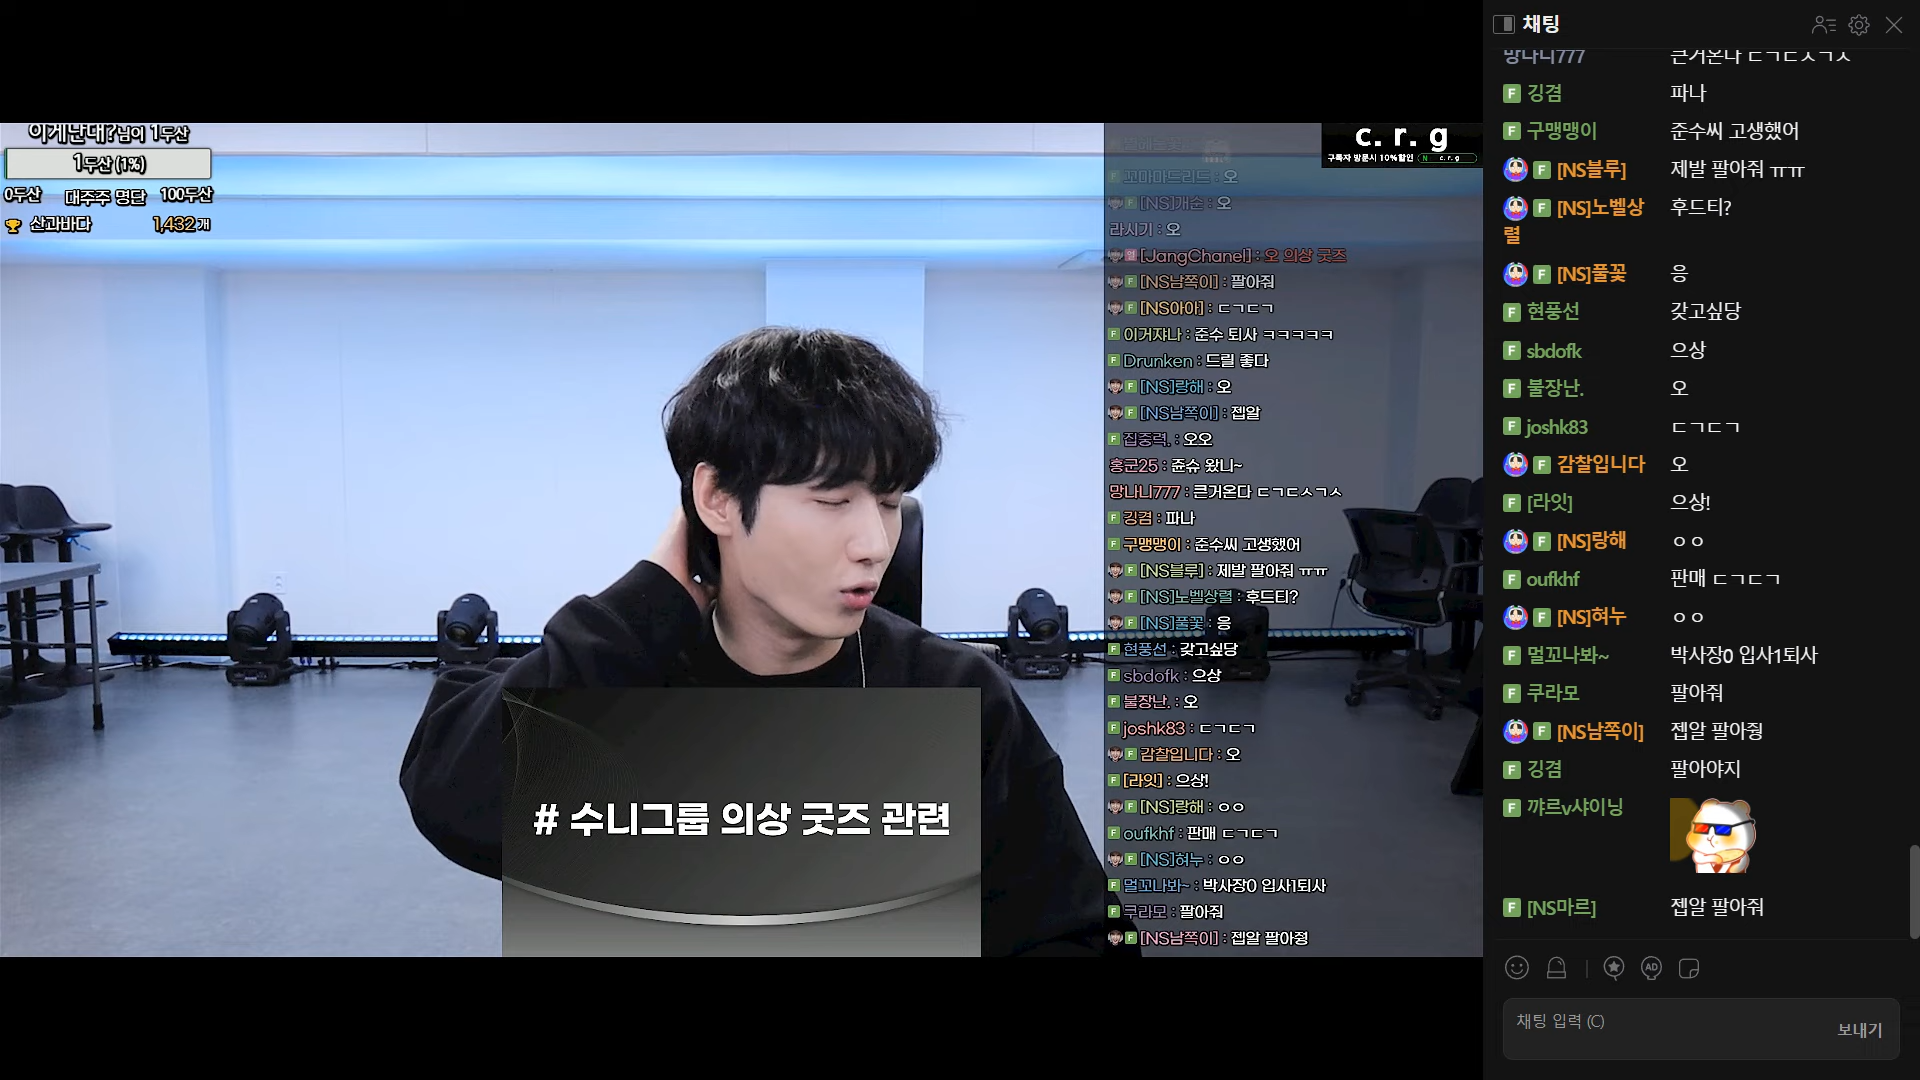 이게난대?님이 1두산
1두산 (1%)
0두산 대주주 명단 100두산
산과바다 1,432개
c. r. g
구독자 방문시 10%할인 N c. r. g
# 수니그룹 의상 굿즈 관련
꼬마마드리드 : 오
[NS]개순 : 오
라시기 : 오
[JangChanel] : 오 의상 굿즈
[NS남쪽이] : 팔아줘
[NS아아] : ㄷㄱㄷㄱ
이거쟈나 : 준수 퇴사 ㅋㅋㅋㅋㅋ
Drunken : 드릴 좋다
[NS]랑해 : 오
[NS남쪽이] : 젭알
집중력. : 오오
홍군25 : 쥰슈 왔니~
망나니777 : 큰거온다 ㄷㄱㄷㅅㄱㅅ
깅겸 : 파나
구맹맹이 : 준수씨 고생했어
[NS블루] : 제발 팔아줘 ㅠㅠ
[NS]노벨상렬 : 후드티?
[NS]풀꽃 : 응
현풍선 : 갖고싶당
sbdofk : 으상
불장난. : 오
joshk83 : ㄷㄱㄷㄱ
감찰입니다 : 오
[라잇] : 으상!
[NS]랑해 : ㅇㅇ
oufkhf : 판매 ㄷㄱㄷㄱ
[NS]혀누 : ㅇㅇ
멀꼬나봐~ : 박사장0 입사1퇴사
쿠라모 : 팔아줘
[NS남쪽이] : 젭알 팔아줭
채팅
망나니777 큰거온다 ㄷㄱㄷㅅㄱㅅ
F 깅겸 파나
F 구맹맹이 준수씨 고생했어
F [NS블루] 제발 팔아줘 ㅠㅠ
F [NS]노벨상 후드티?
렬
F [NS]풀꽃 응
F 현풍선 갖고싶당
F sbdofk 으상
F 불장난. 오
F joshk83 ㄷㄱㄷㄱ
F 감찰입니다 오
F [라잇] 으상!
F [NS]랑해 ㅇㅇ
F oufkhf 판매 ㄷㄱㄷㄱ
F [NS]혀누 ㅇㅇ
F 멀꼬나봐~ 박사장0 입사1퇴사
F 쿠라모 팔아줘
F [NS남쪽이] 젭알 팔아줭
F 깅겸 팔아야지
F 꺄르v샤이닝
F [NS마르] 젭알 팔아줘
AD
채팅 입력 (C)
보내기